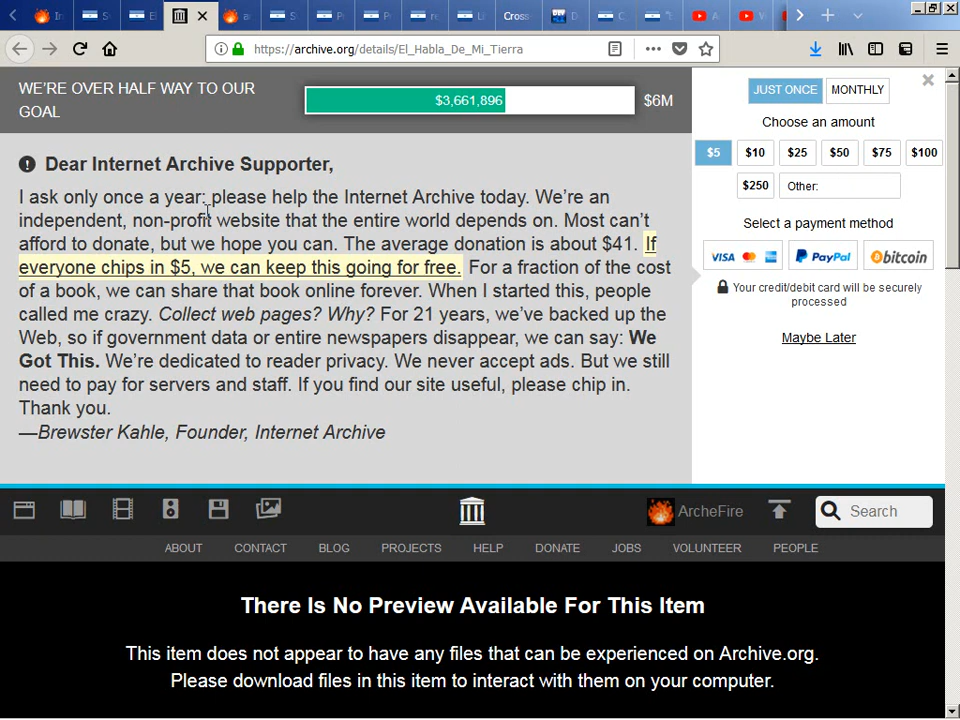 Cross
https://archive.org/details/El_Habla_De_Mi_Tierra
WE'RE OVER HALF WAY TO OUR
GOAL
$3,661,896
$6M
Dear Internet Archive Supporter,
I ask only once a year: please help the Internet Archive today. We're an
independent, non-profit website that the entire world depends on. Most can't
afford to donate, but we hope you can. The average donation is about $41. If
everyone chips in $5, we can keep this going for free. For a fraction of the cost
of a book, we can share that book online forever. When I started this, people
called me crazy. Collect web pages? Why? For 21 years, we've backed up the
Web, so if government data or entire newspapers disappear, we can say: We
Got This. We're dedicated to reader privacy. We never accept ads. But we still
need to pay for servers and staff. If you find our site useful, please chip in.
Thank you.
—Brewster Kahle, Founder, Internet Archive
JUST ONCE MONTHLY
Choose an amount
$5 $10 $25 $50 $75 $100
$250 Other:
Select a payment method
VISA PayPal bitcoin
Your credit/debit card will be securely
processed
Maybe Later
ArcheFire Search
ABOUT CONTACT BLOG PROJECTS HELP DONATE JOBS VOLUNTEER PEOPLE
There Is No Preview Available For This Item
This item does not appear to have any files that can be experienced on Archive.org.
Please download files in this item to interact with them on your computer.